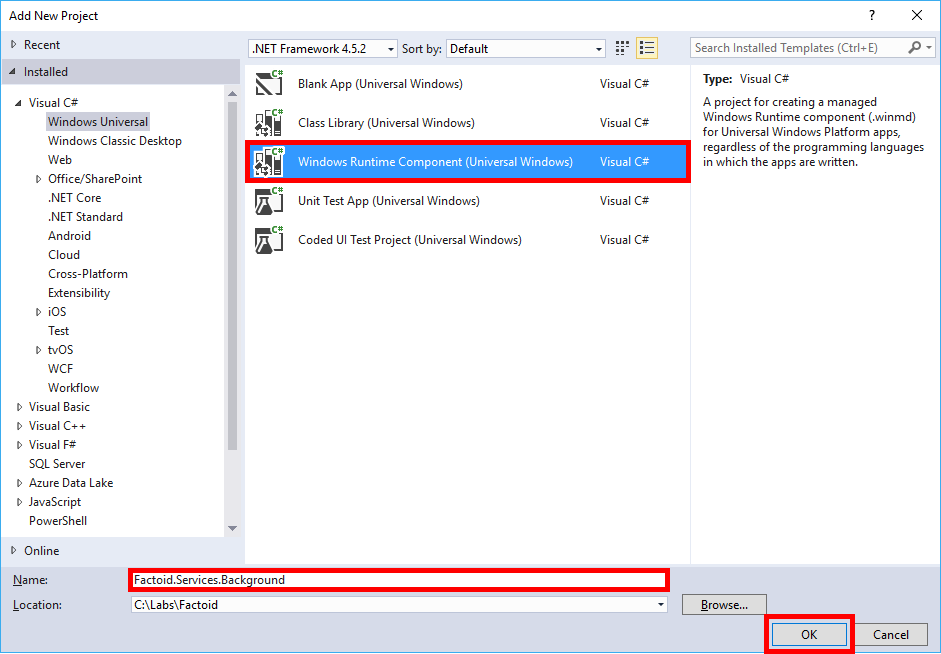 Add New Project
?
Recent
.NET Framework 4.5.2
Sort by:
Default
Search Installed Templates (Ctrl+E)
Installed
Visual C#
Windows Universal
Windows Classic Desktop
Web
Office/SharePoint
.NET Core
.NET Standard
Android
Cloud
Cross-Platform
Extensibility
iOS
Test
tvOS
WCF
Workflow
Visual Basic
Visual C++
Visual F#
SQL Server
Azure Data Lake
JavaScript
PowerShell
Online
C# Blank App (Universal Windows) Visual C#
C# Class Library (Universal Windows) Visual C#
C# Windows Runtime Component (Universal Windows) Visual C#
C# Unit Test App (Universal Windows) Visual C#
C# Coded UI Test Project (Universal Windows) Visual C#
Type: Visual C#
A project for creating a managed
Windows Runtime component (.winmd)
for Universal Windows Platform apps,
regardless of the programming languages
in which the apps are written.
Name: Factoid.Services.Background
Location: C:\Labs\Factoid
Browse...
OK
Cancel